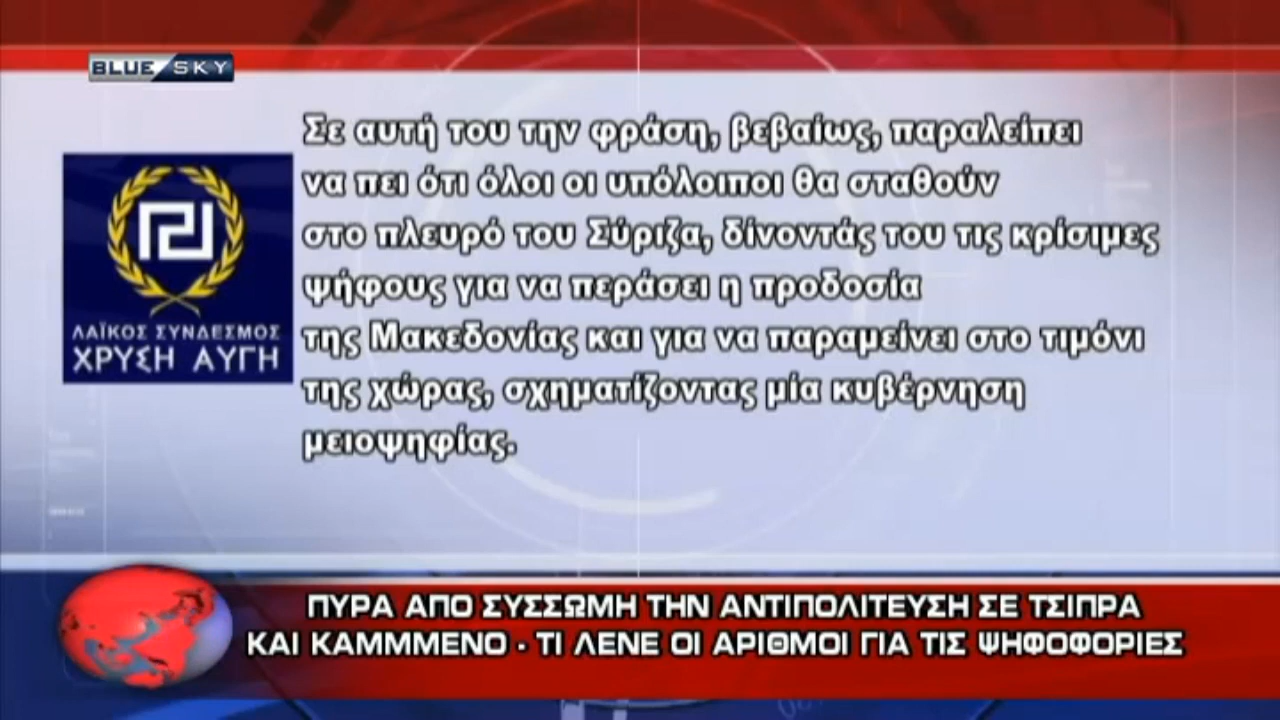 BLUE SKY
Σε αυτή του την φράση, βεβαίως, παραλείπει
να πει ότι όλοι οι υπόλοιποι θα σταθούν
στο πλευρό του Σύριζα, δίνοντάς του τις κρίσιμες
ψήφους για να περάσει η προδοσία
της Μακεδονίας και για να παραμείνει στο τιμόνι
της χώρας, σχηματίζοντας μία κυβέρνηση
μειοψηφίας.
ΛΑΪΚΟΣ ΣΥΝΔΕΣΜΟΣ
ΧΡΥΣΗ ΑΥΓΗ
ΠΥΡΑ ΑΠΟ ΣΥΣΣΩΜΗ ΤΗΝ ΑΝΤΙΠΟΛΙΤΕΥΣΗ ΣΕ ΤΣΙΠΡΑ
ΚΑΙ ΚΑΜΜΜΕΝΟ - ΤΙ ΛΕΝΕ ΟΙ ΑΡΙΘΜΟΙ ΓΙΑ ΤΙΣ ΨΗΦΟΦΟΡΙΕΣ